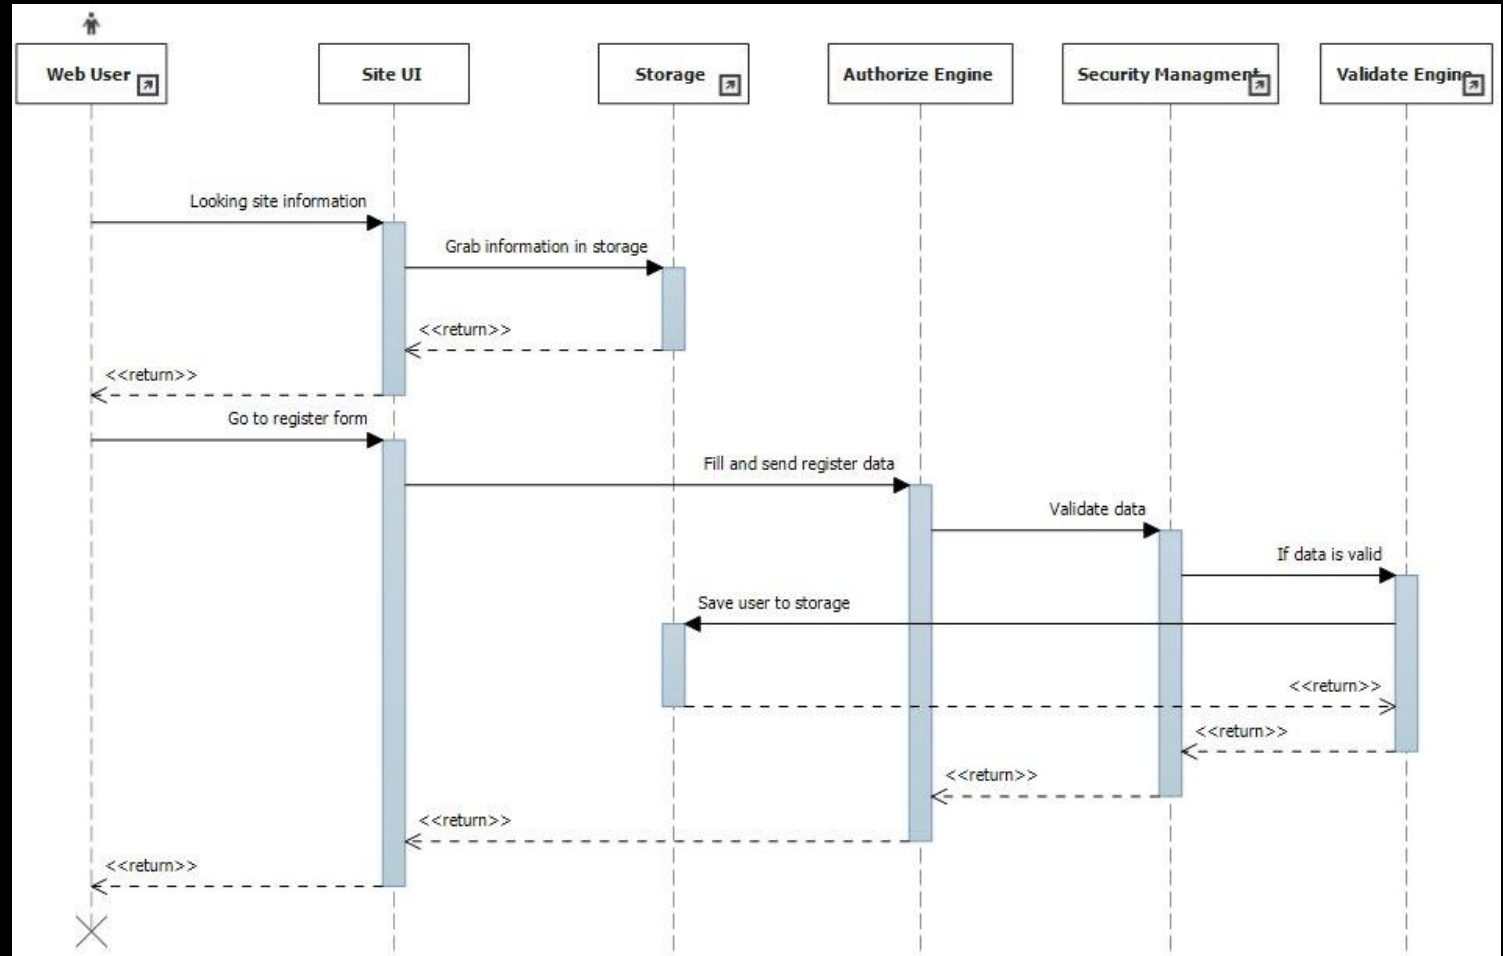 Web User
Site UI
Storage
Authorize Engine
Security Managment
Validate Engine
Looking site information
Grab information in storage
<<return>>
<<return>>
Go to register form
Fill and send register data
Validate data
If data is valid
Save user to storage
<<return>>
<<return>>
<<return>>
<<return>>
<<return>>